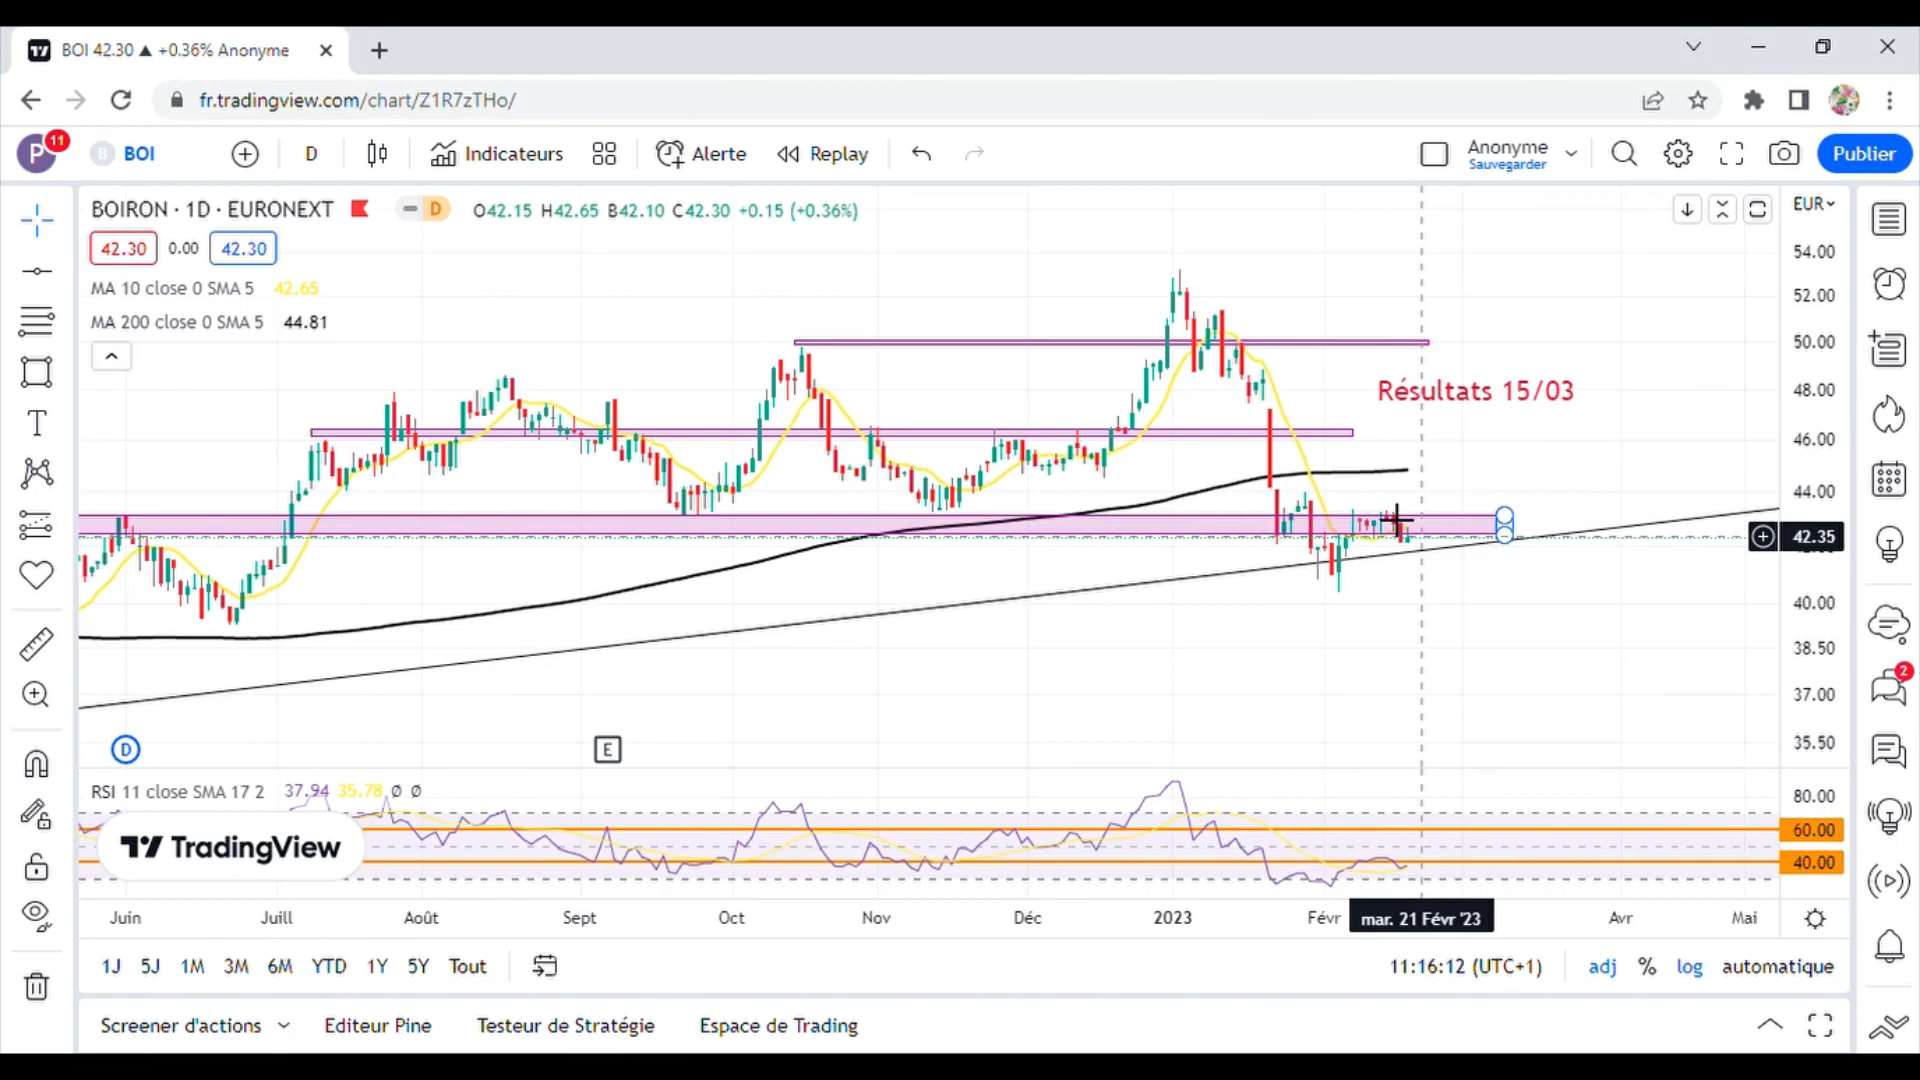 BOI 42.30 ▲ +0.36% Anonyme
fr.tradingview.com/chart/Z1R7zTHo/
P 11 B BOI D Indicateurs Alerte Replay Anonyme Sauvegarder Publier
BOIRON · 1D · EURONEXT D O42.15 H42.65 B42.10 C42.30 +0.15 (+0.36%) EUR
42.30 0.00 42.30
MA 10 close 0 SMA 5 42.65
MA 200 close 0 SMA 5 44.81
54.00
52.00
50.00
48.00
Résultats 15/03
46.00
44.00
42.35
40.00
38.50
37.00
35.50
D E
2
RSI 11 close SMA 17 2 37.94 35.78 Ø Ø
80.00
60.00
40.00
TradingView
Juin Juill Août Sept Oct Nov Déc 2023 Févr mar. 21 Févr '23 Avr Mai
1J 5J 1M 3M 6M YTD 1Y 5Y Tout 11:16:12 (UTC+1) adj % log automatique
Screener d'actions Editeur Pine Testeur de Stratégie Espace de Trading